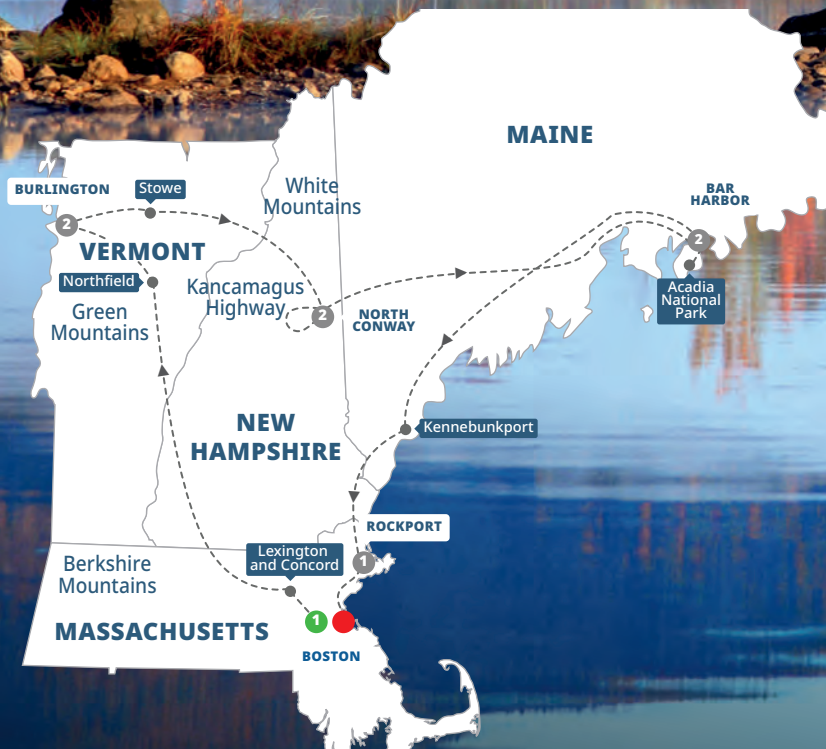 MAINE
BURLINGTON
Stowe
White
Mountains
BAR
HARBOR
2
VERMONT
2
Northfield
Kancamagus
Highway
Acadia
National
Park
Green
Mountains
2
NORTH
CONWAY
NEW
HAMPSHIRE
Kennebunkport
ROCKPORT
Lexington
and Concord
1
Berkshire
Mountains
1
MASSACHUSETTS
BOSTON